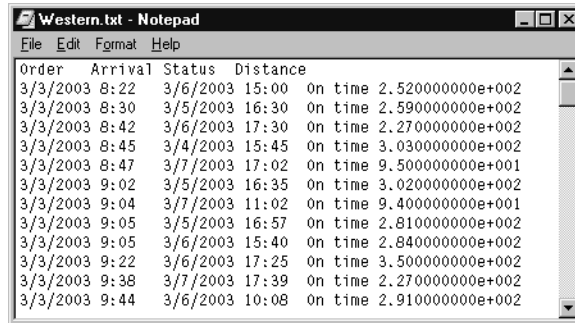 Western.txt - Notepad
File Edit Format Help
Order Arrival Status Distance
3/3/2003 8:22 3/6/2003 15:00 On time 2.520000000e+002
3/3/2003 8:30 3/5/2003 16:30 On time 2.590000000e+002
3/3/2003 8:42 3/6/2003 17:30 On time 2.270000000e+002
3/3/2003 8:45 3/4/2003 15:45 On time 3.030000000e+002
3/3/2003 8:47 3/7/2003 17:02 On time 9.500000000e+001
3/3/2003 9:02 3/5/2003 16:35 On time 3.020000000e+002
3/3/2003 9:04 3/7/2003 11:02 On time 9.400000000e+001
3/3/2003 9:05 3/5/2003 16:57 On time 2.810000000e+002
3/3/2003 9:05 3/6/2003 15:40 On time 2.840000000e+002
3/3/2003 9:22 3/6/2003 17:25 On time 3.500000000e+002
3/3/2003 9:38 3/7/2003 17:39 On time 2.270000000e+002
3/3/2003 9:44 3/6/2003 10:08 On time 2.910000000e+002